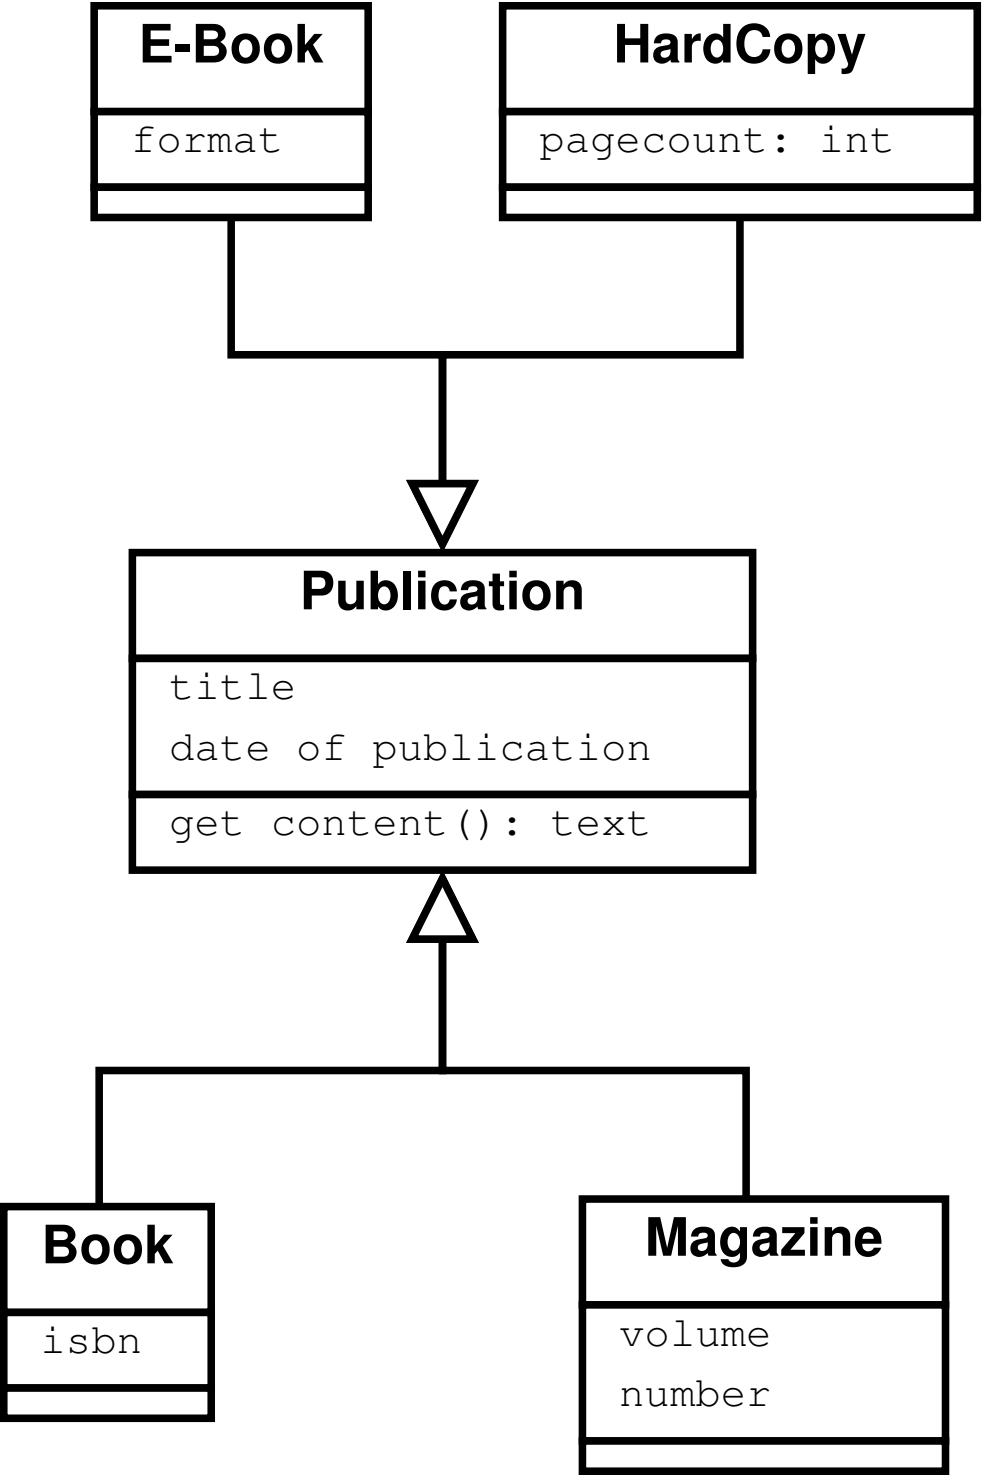 E-Book
format
HardCopy
pagecount: int
Publication
title
date of publication
get content(): text
Book
isbn
Magazine
volume
number